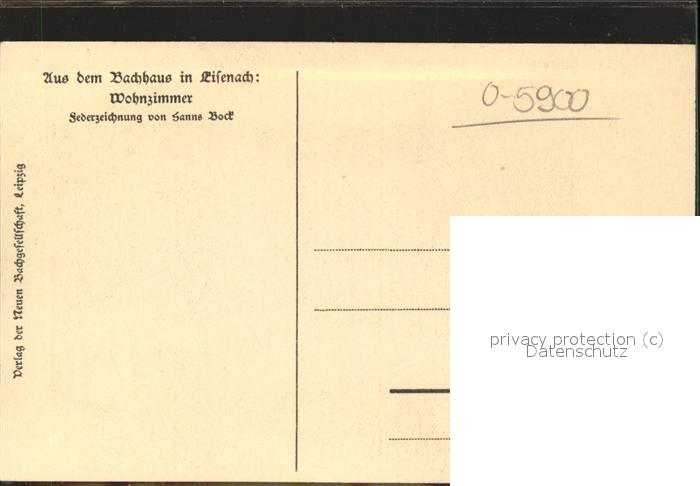 Aus dem Bachhaus in Eisenach:
Wohnzimmer
Federzeichnung von Hanns Bock
Verlag der Neuen Bachgesellschaft, Leipzig
O-5900
privacy protection (c)
Datenschutz